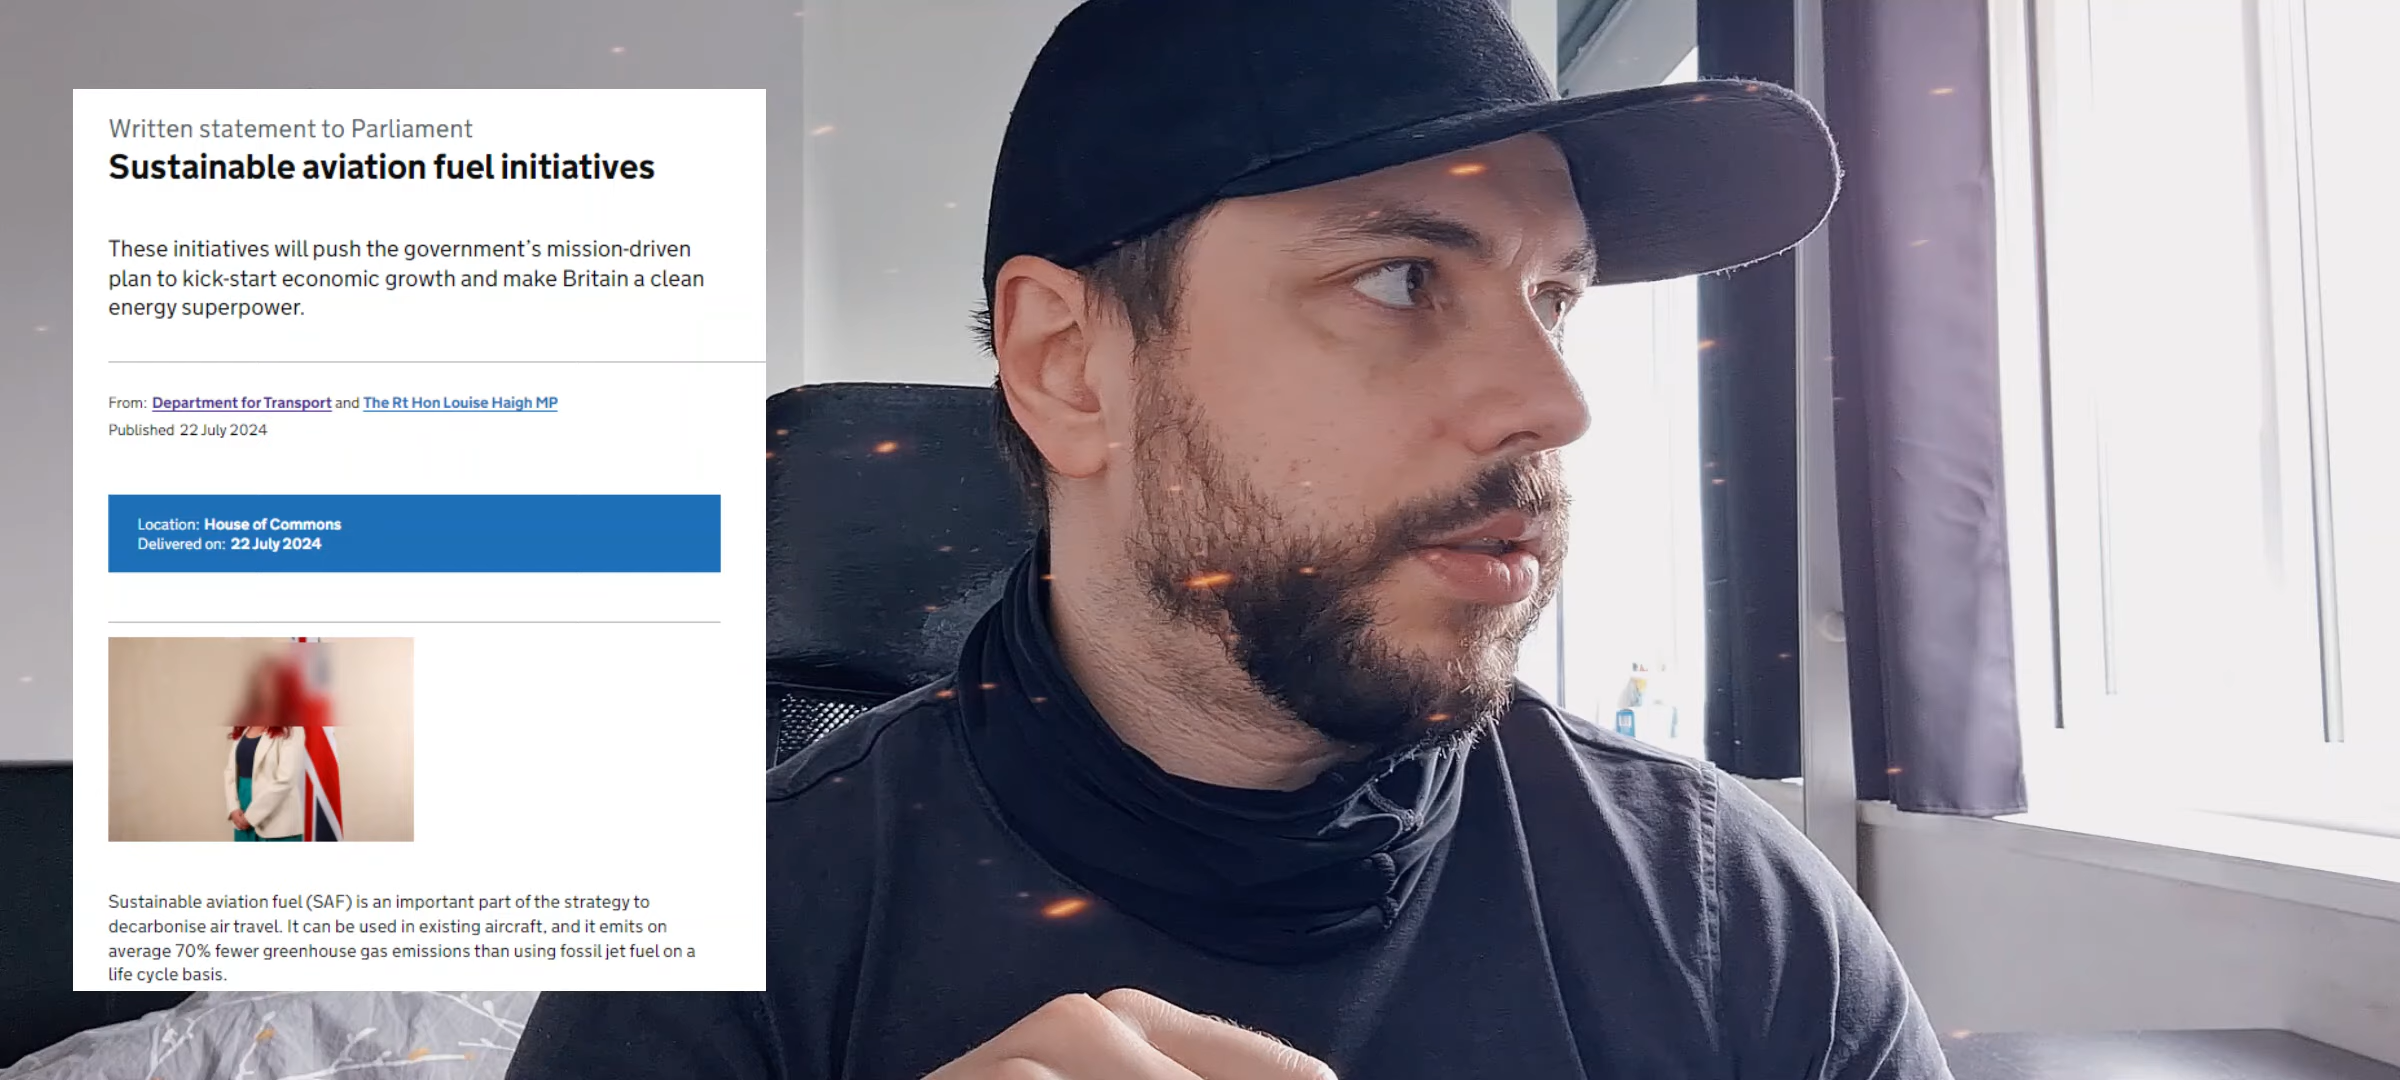 Written statement to Parliament
Sustainable aviation fuel initiatives
These initiatives will push the government's mission-driven
plan to kick-start economic growth and make Britain a clean
energy superpower.
From: Department for Transport and The Rt Hon Louise Haigh MP
Published 22 July 2024
Location: House of Commons
Delivered on: 22 July 2024
Sustainable aviation fuel (SAF) is an important part of the strategy to
decarbonise air travel. It can be used in existing aircraft, and it emits on
average 70% fewer greenhouse gas emissions than using fossil jet fuel on a
life cycle basis.